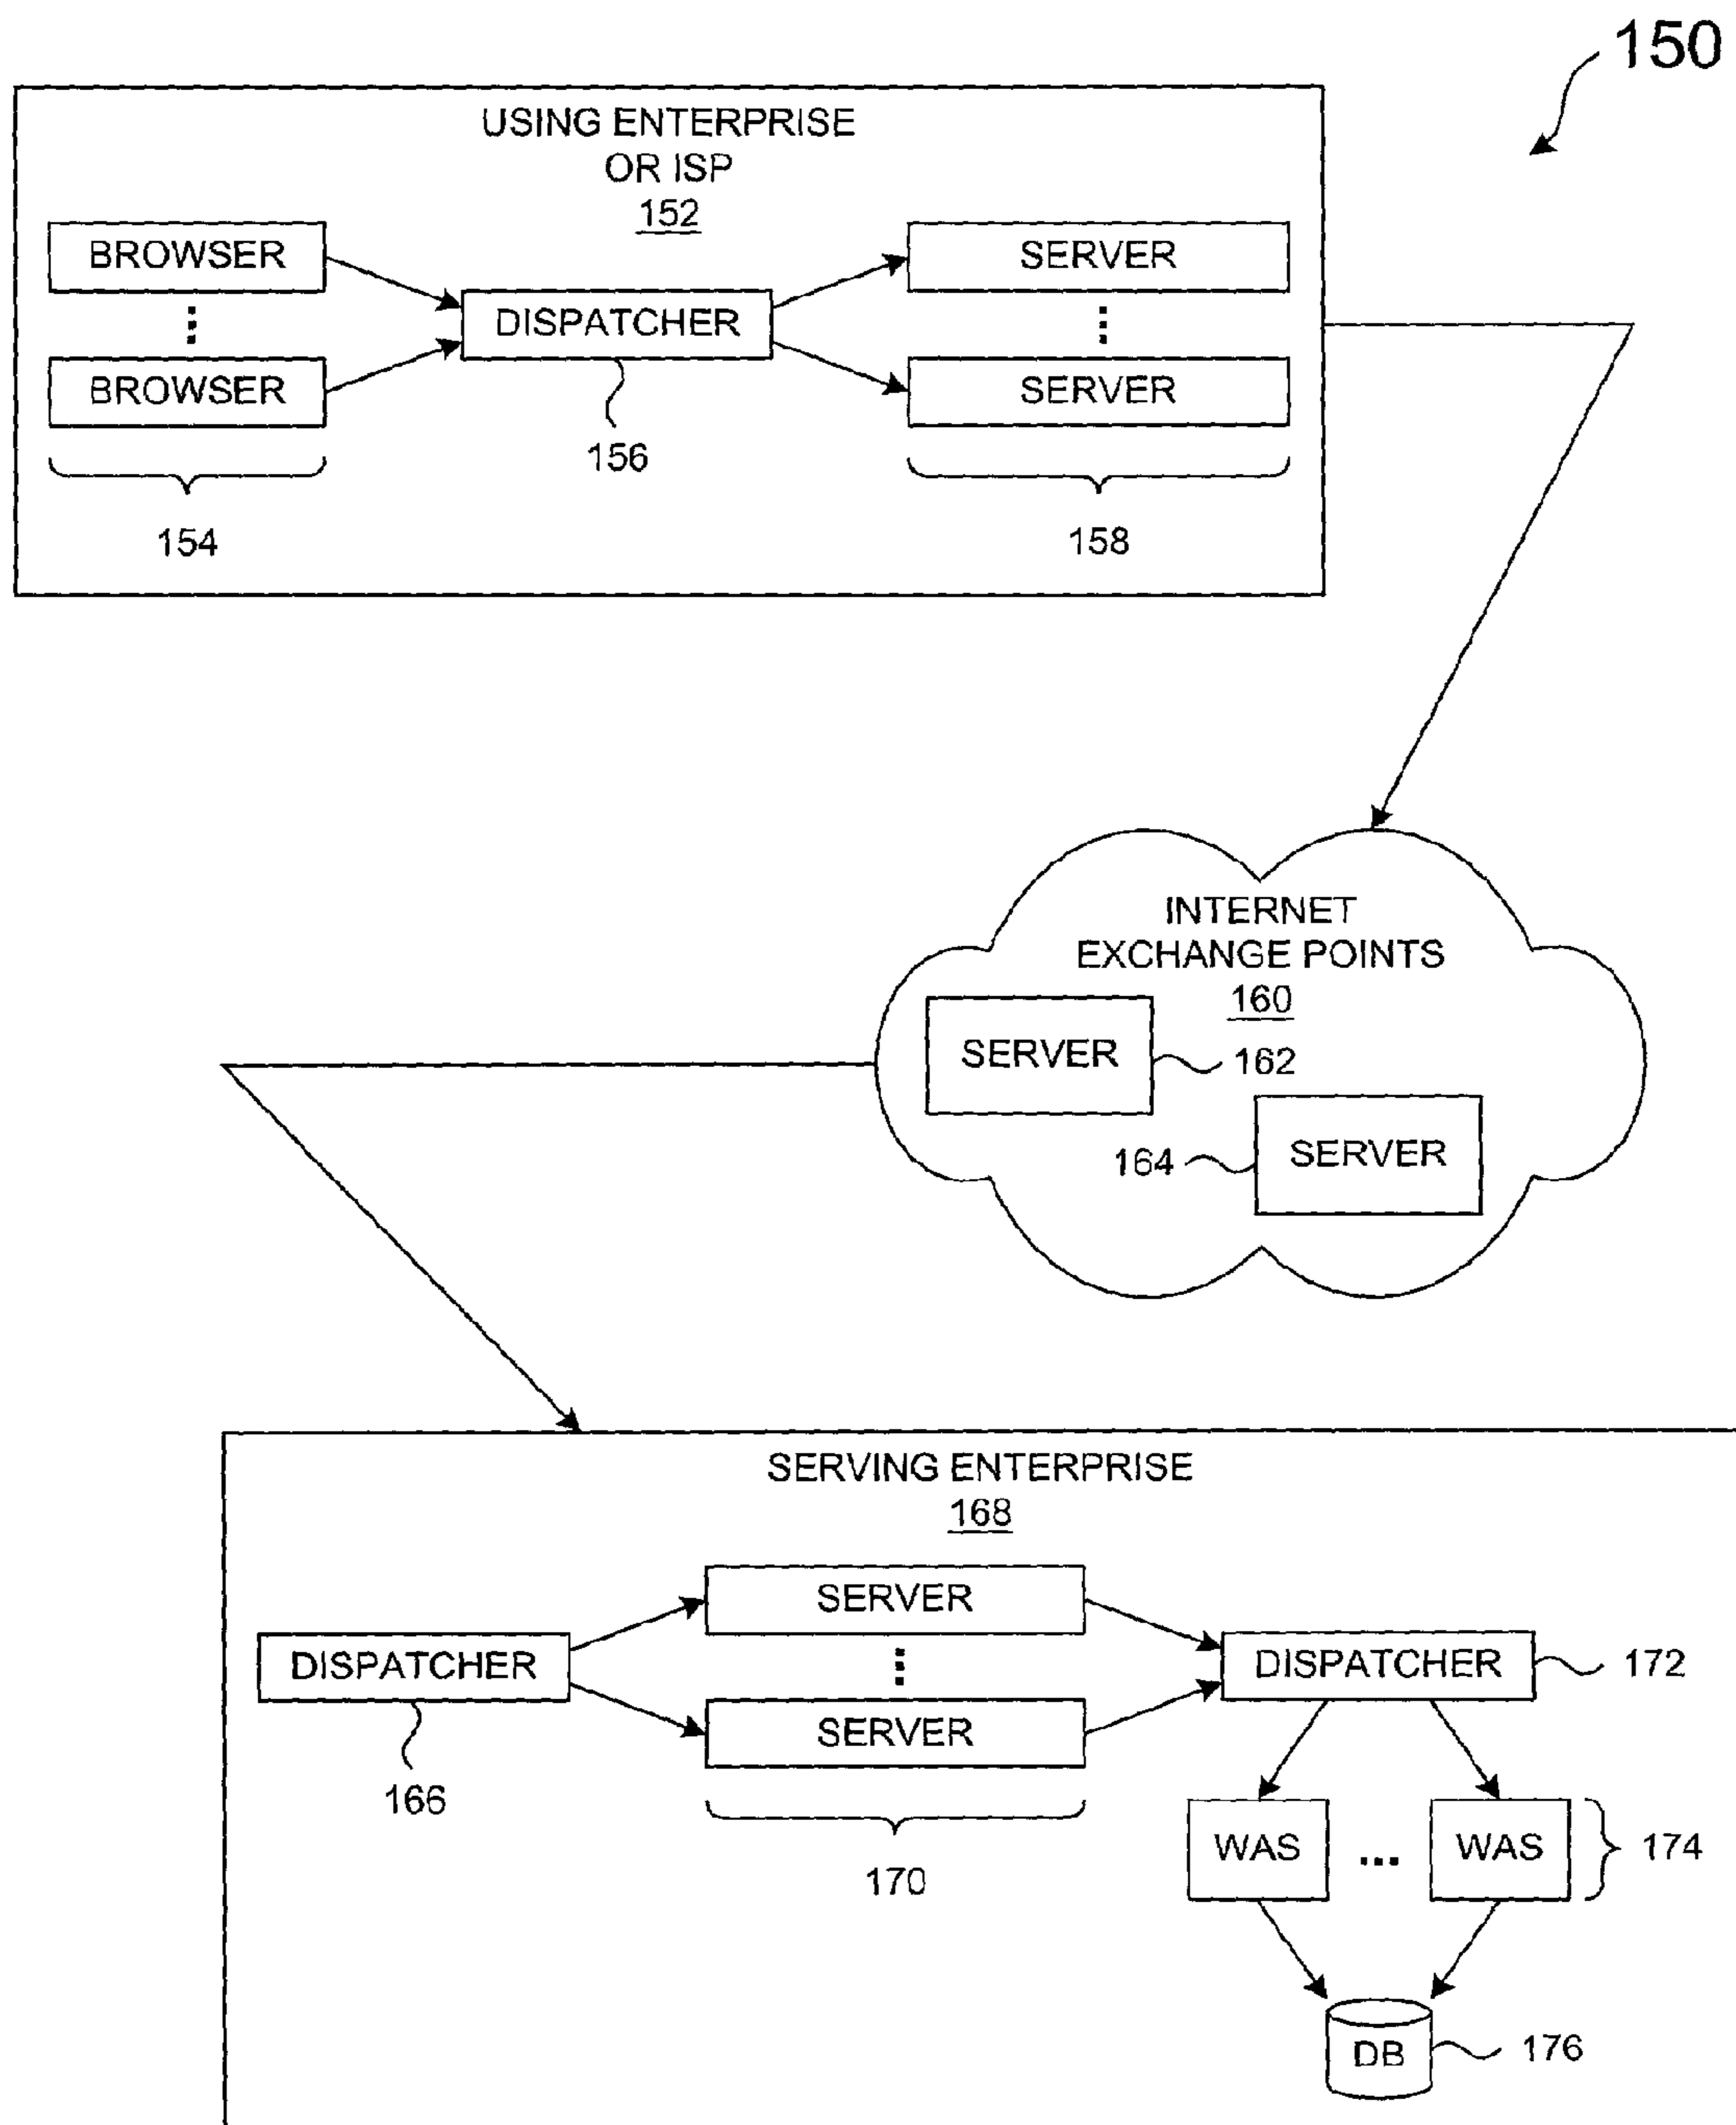 150
USING ENTERPRISE
OR ISP
152
BROWSER
SERVER
⋮
DISPATCHER
⋮
BROWSER
SERVER
156
154
158
INTERNET
EXCHANGE POINTS
160
SERVER
162
164
SERVER
SERVING ENTERPRISE
168
SERVER
DISPATCHER
⋮
DISPATCHER
172
SERVER
166
170
WAS
...
WAS
174
DB
176